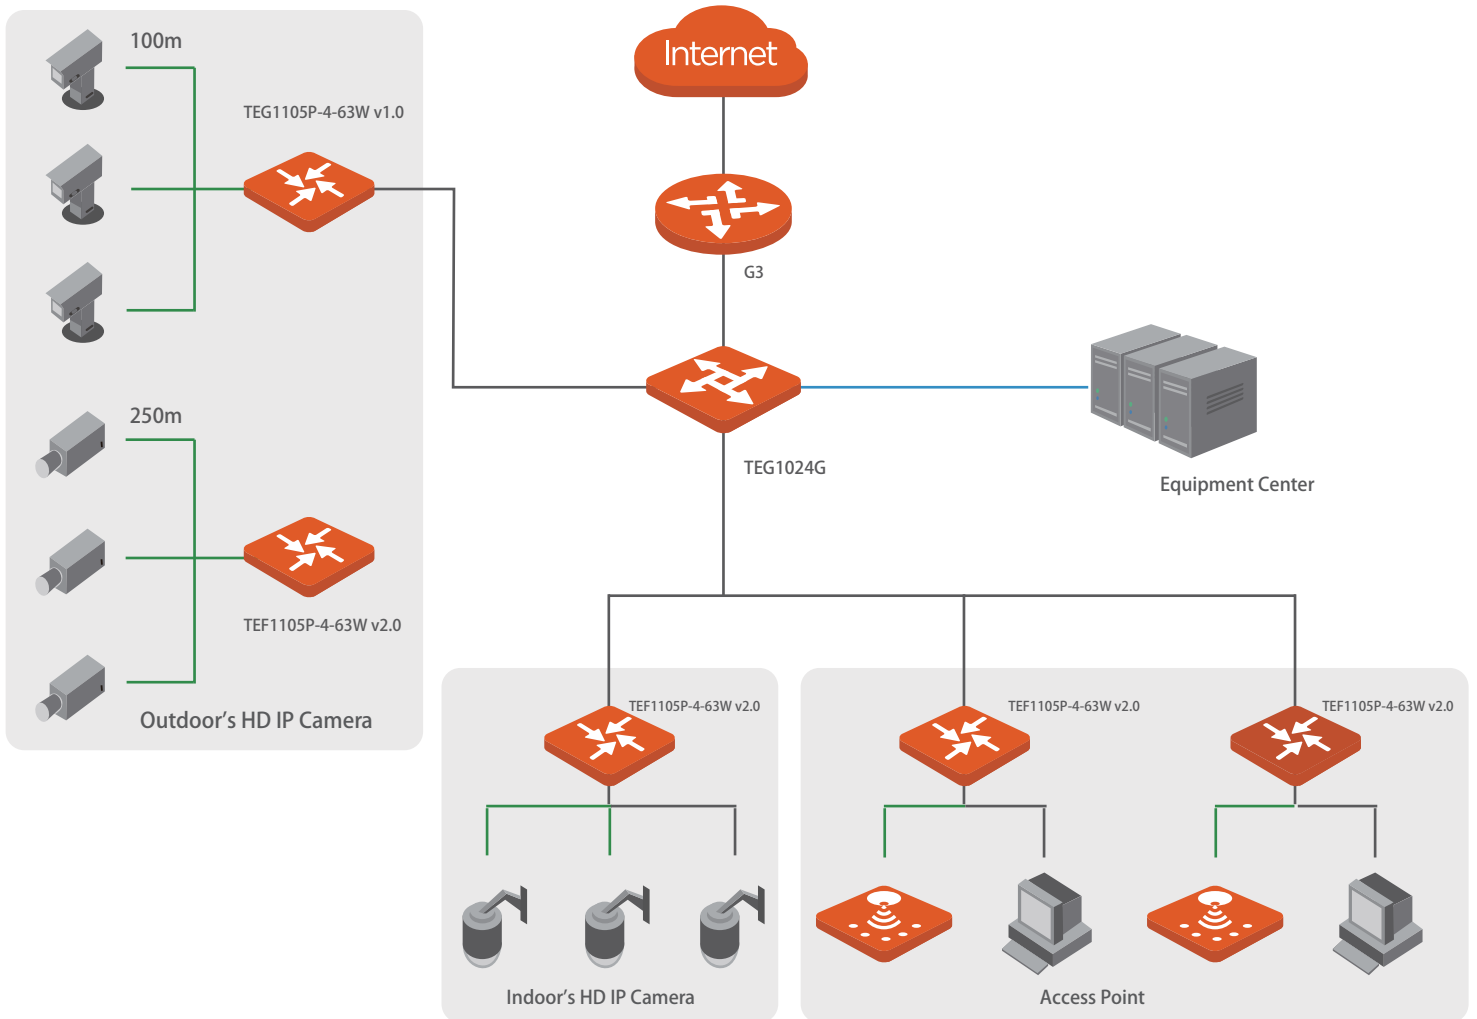 Internet
100m
TEG1105P-4-63W v1.0
G3
250m
TEG1024G
Equipment Center
TEF1105P-4-63W v2.0
Outdor's HD IP Camera
TEF1105P-4-63W v2.0
TEF1105P-4-63W v2.0
TEF1105P-4-63W v2.0
Indoor's HD IP Camera
Access Point